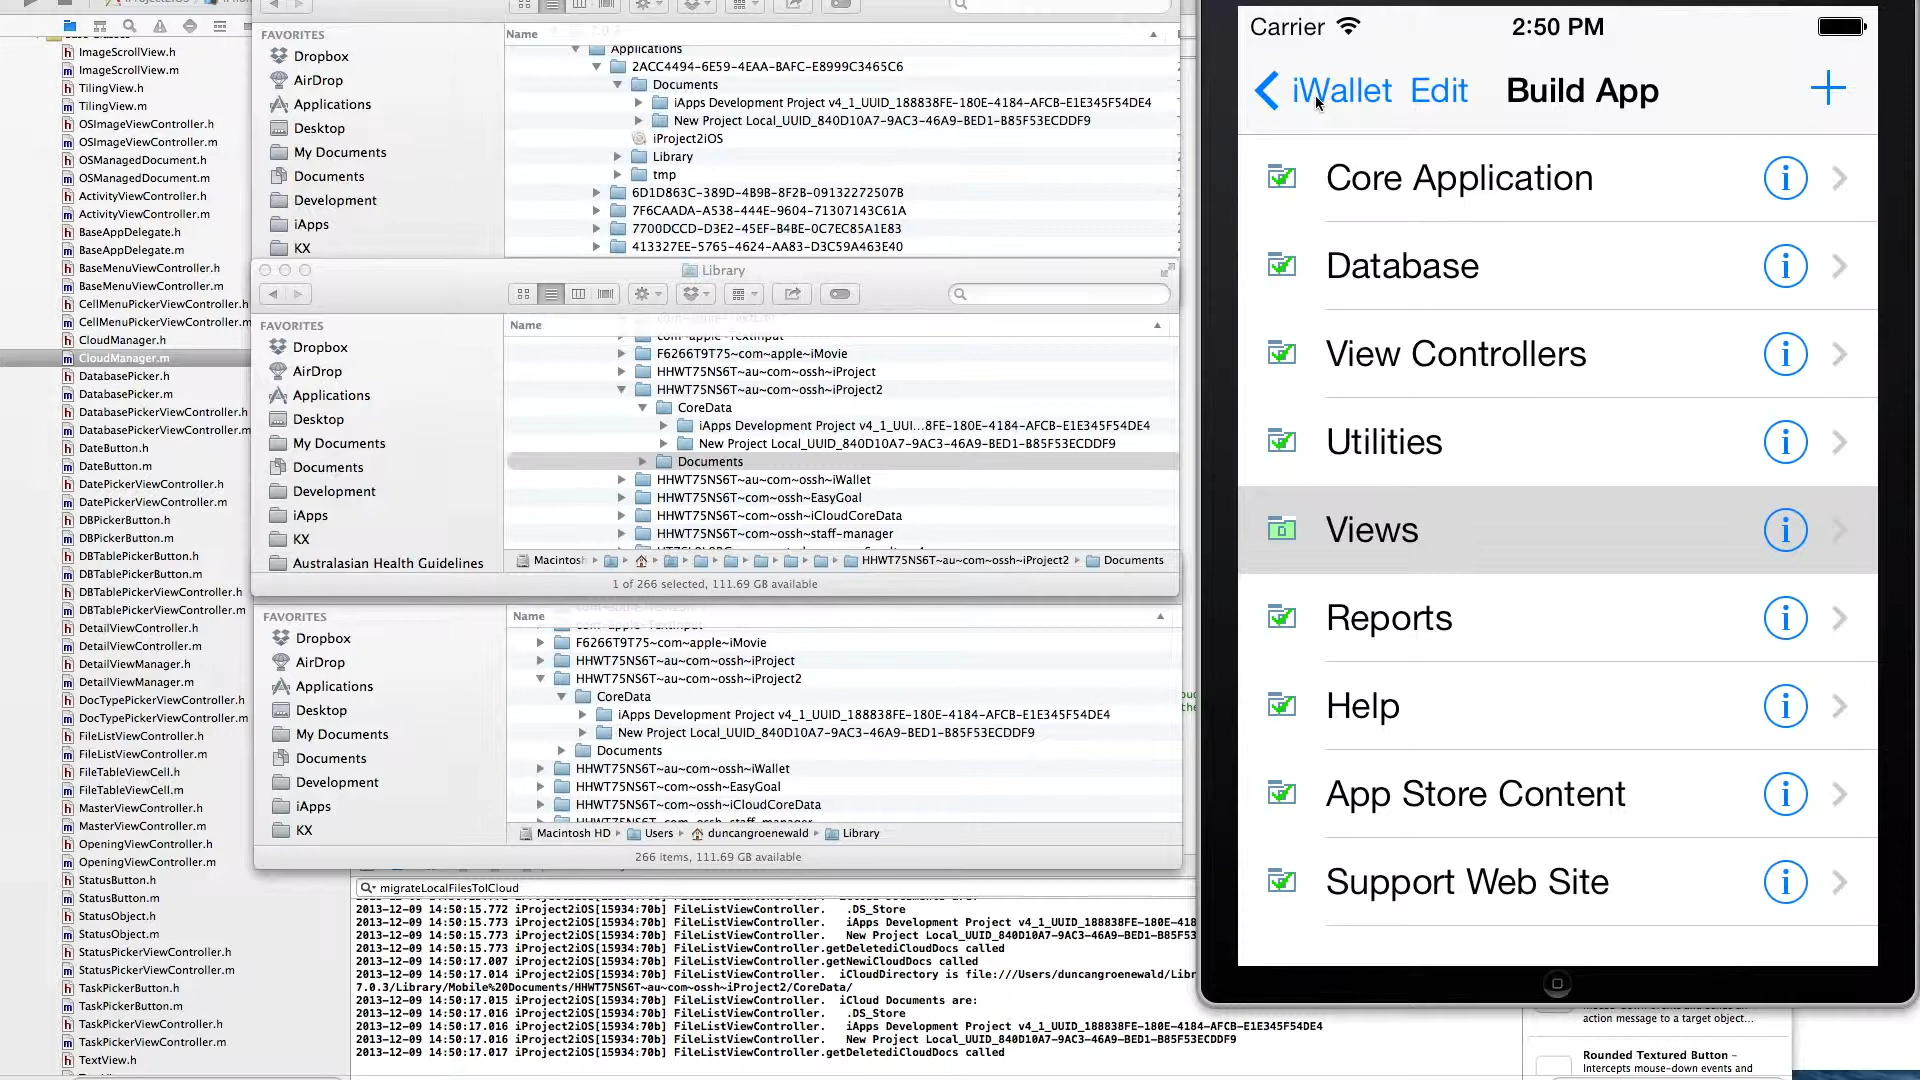 ImageScrollView.h
ImageScrollView.m
TilingView.h
TilingView.m
OSImageViewController.h
OSImageViewController.m
OSManagedDocument.h
OSManagedDocument.m
ActivityViewController.h
ActivityViewController.m
BaseAppDelegate.h
BaseAppDelegate.m
BaseMenuViewController.h
BaseMenuViewController.m
CellMenuPickerViewController.h
CellMenuPickerViewController.m
CloudManager.h
CloudManager.m
DatabasePicker.h
DatabasePicker.m
DatabasePickerViewController.h
DatabasePickerViewController.m
DateButton.h
DateButton.m
DatePickerViewController.h
DatePickerViewController.m
DBPickerButton.h
DBPickerButton.m
DBTablePickerButton.h
DBTablePickerButton.m
DBTablePickerViewController.h
DBTablePickerViewController.m
DetailViewController.h
DetailViewController.m
DetailViewManager.h
DetailViewManager.m
DocTypePickerViewController.h
DocTypePickerViewController.m
FileListViewController.h
FileListViewController.m
FileTableViewCell.h
FileTableViewCell.m
MasterViewController.h
MasterViewController.m
OpeningViewController.h
OpeningViewController.m
StatusButton.h
StatusButton.m
StatusObject.h
StatusObject.m
StatusPickerViewController.h
StatusPickerViewController.m
TaskPickerButton.h
TaskPickerButton.m
TaskPickerViewController.h
TaskPickerViewController.m
TextView.h
FAVORITES
Dropbox
AirDrop
Applications
Desktop
My Documents
Documents
Development
iApps
KX
Name
Applications
2ACC4494-6E59-4EAA-BAFC-E8999C3465C6
Documents
iApps Development Project v4_1_UUID_188838FE-180E-4184-AFCB-E1E345F54DE4
New Project Local_UUID_840D10A7-9AC3-46A9-BED1-B85F53ECDDF9
iProject2iOS
Library
tmp
6D1D863C-389D-4B9B-8F2B-09132272507B
7F6CAADA-A538-444E-9604-71307143C61A
7700DCCD-D3E2-45EF-B4BE-0C7EC85A1E83
413327EE-5765-4624-AA83-D3C59A463E40
Library
FAVORITES
Dropbox
AirDrop
Applications
Desktop
My Documents
Documents
Development
iApps
KX
Australasian Health Guidelines
Name
F6266T9T75~com~apple~iMovie
HHWT75NS6T~au~com~ossh~iProject
HHWT75NS6T~au~com~ossh~iProject2
CoreData
iApps Development Project v4_1_UUI...8FE-180E-4184-AFCB-E1E345F54DE4
New Project Local_UUID_840D10A7-9AC3-46A9-BED1-B85F53ECDDF9
Documents
HHWT75NS6T~au~com~ossh~iWallet
HHWT75NS6T~com~ossh~EasyGoal
HHWT75NS6T~com~ossh~iCloudCoreData
HHWT75NS6T~com~ossh~staff-manager
Macintosh HHWT75NS6T~au~com~ossh~iProject2 Documents
1 of 266 selected, 111.69 GB available
FAVORITES
Dropbox
AirDrop
Applications
Desktop
My Documents
Documents
Development
iApps
KX
Name
F6266T9T75~com~apple~iMovie
HHWT75NS6T~au~com~ossh~iProject
HHWT75NS6T~au~com~ossh~iProject2
CoreData
iApps Development Project v4_1_UUID_188838FE-180E-4184-AFCB-E1E345F54DE4
New Project Local_UUID_840D10A7-9AC3-46A9-BED1-B85F53ECDDF9
Documents
HHWT75NS6T~au~com~ossh~iWallet
HHWT75NS6T~com~ossh~EasyGoal
HHWT75NS6T~com~ossh~iCloudCoreData
Macintosh HD Users duncangroenewald Library
266 items, 111.69 GB available
migrateLocalFilesToICloud
2013-12-09 14:50:15.772 iProject2iOS[15934:70b] FileListViewController. .DS_Store
2013-12-09 14:50:15.773 iProject2iOS[15934:70b] FileListViewController. iApps Development Project v4_1_UUID_188838FE-180E-418
2013-12-09 14:50:15.773 iProject2iOS[15934:70b] FileListViewController. New Project Local_UUID_840D10A7-9AC3-46A9-BED1-B85F53
2013-12-09 14:50:15.773 iProject2iOS[15934:70b] FileListViewController.getDeletediCloudDocs called
2013-12-09 14:50:17.007 iProject2iOS[15934:70b] FileListViewController.getNewiCloudDocs called
2013-12-09 14:50:17.014 iProject2iOS[15934:70b] FileListViewController. iCloudDirectory is file:///Users/duncangroenewald/Libr
7.0.3/Library/Mobile%20Documents/HHWT75NS6T~au~com~ossh~iProject2/CoreData/
2013-12-09 14:50:17.015 iProject2iOS[15934:70b] FileListViewController. iCloud Documents are:
2013-12-09 14:50:17.016 iProject2iOS[15934:70b] FileListViewController. .DS_Store
2013-12-09 14:50:17.016 iProject2iOS[15934:70b] FileListViewController. iApps Development Project v4_1_UUID_188838FE-180E-4184-AFCB-E1E345F54DE4
2013-12-09 14:50:17.016 iProject2iOS[15934:70b] FileListViewController. New Project Local_UUID_840D10A7-9AC3-46A9-BED1-B85F53ECDDF9
2013-12-09 14:50:17.017 iProject2iOS[15934:70b] FileListViewController.getDeletediCloudDocs called
Carrier 2:50 PM
iWallet Edit Build App
Core Application
Database
View Controllers
Utilities
Views
Reports
Help
App Store Content
Support Web Site
action message to a target object...
Rounded Textured Button –
Intercepts mouse-down events and